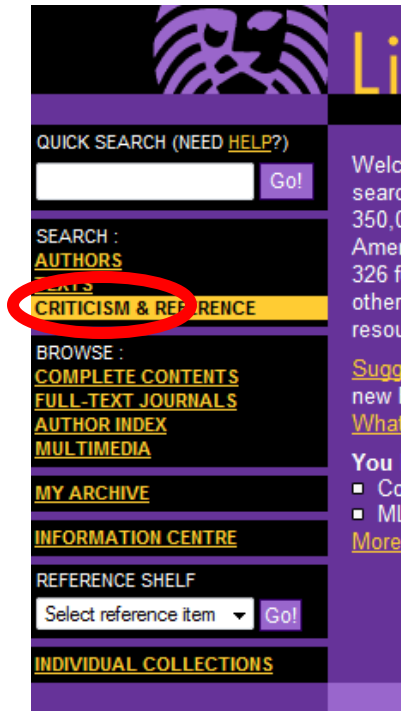 Li
QUICK SEARCH (NEED HELP?)
Go!
SEARCH :
AUTHORS
TEXTS
CRITICISM & REFERENCE
BROWSE :
COMPLETE CONTENTS
FULL-TEXT JOURNALS
AUTHOR INDEX
MULTIMEDIA
MY ARCHIVE
INFORMATION CENTRE
REFERENCE SHELF
Select reference item
Go!
INDIVIDUAL COLLECTIONS
Welc
searc
350,0
Amer
326 f
other
resou
Sugg
new l
What
You
Co
ML
More